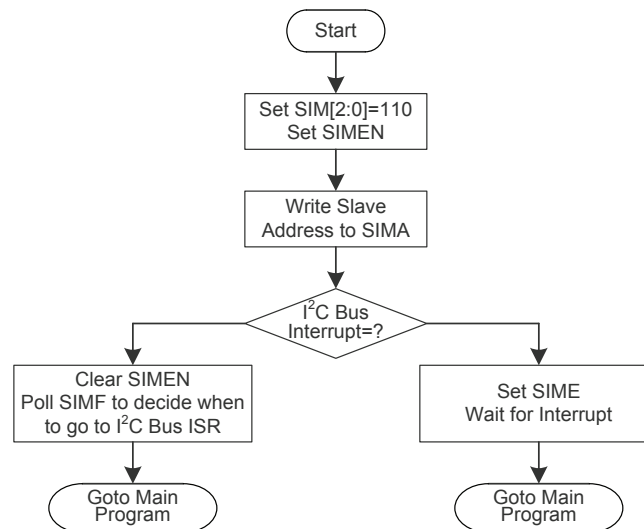 Start
Set SIM[2:0]=110
Set SIMEN
Write Slave
Address to SIMA
I²C Bus
Interrupt=?
Clear SIMEN
Poll SIMF to decide when
to go to I²C Bus ISR
Set SIME
Wait for Interrupt
Goto Main
Program
Goto Main
Program